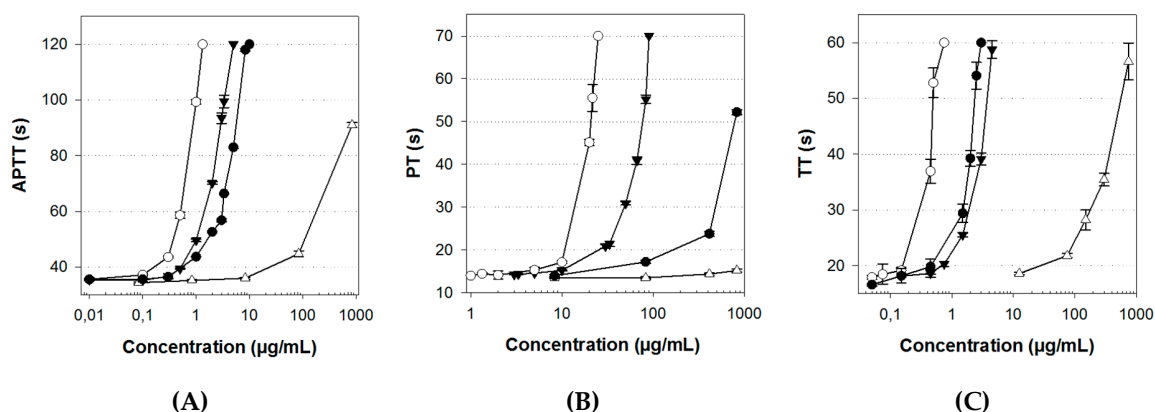 APTT (s)
120
100
80
60
40
0,01 0,1 1 10 100 1000
Concentration (µg/mL)
(A)
PT (s)
70
60
50
40
30
20
10
1 10 100 1000
Concentration (µg/mL)
(B)
TT (s)
60
50
40
30
20
0,1 1 10 100 1000
Concentration (µg/mL)
(C)